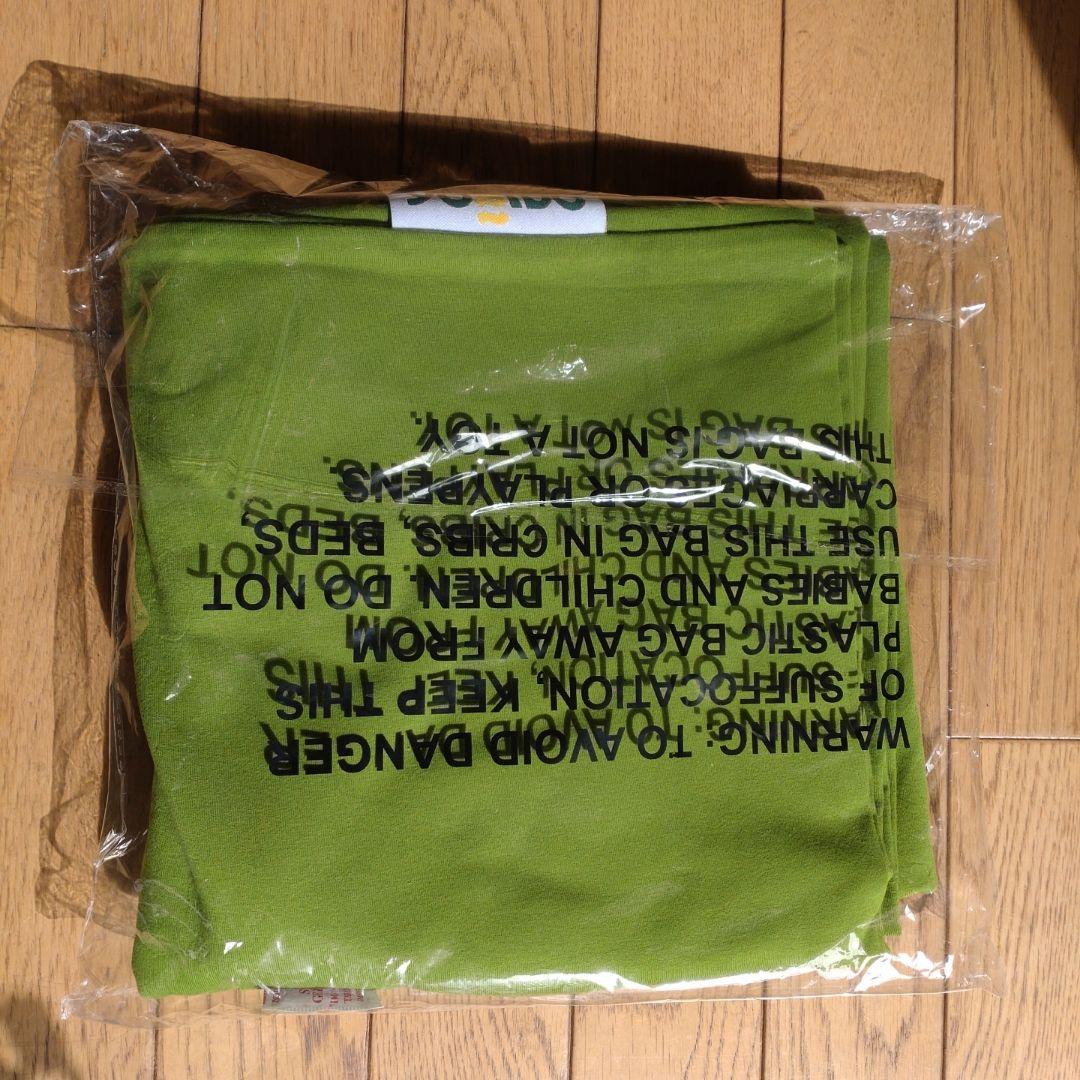 WARNING: TO AVOID DANGER
OF SUFFOCATION, KEEP THIS
PLASTIC BAG AWAY FROM
BABIES AND CHILDREN. DO NOT
USE THIS BAG IN CRIBS, BEDS,
CARRIAGES OR PLAYPENS.
THIS BAG IS NOT A TOY.